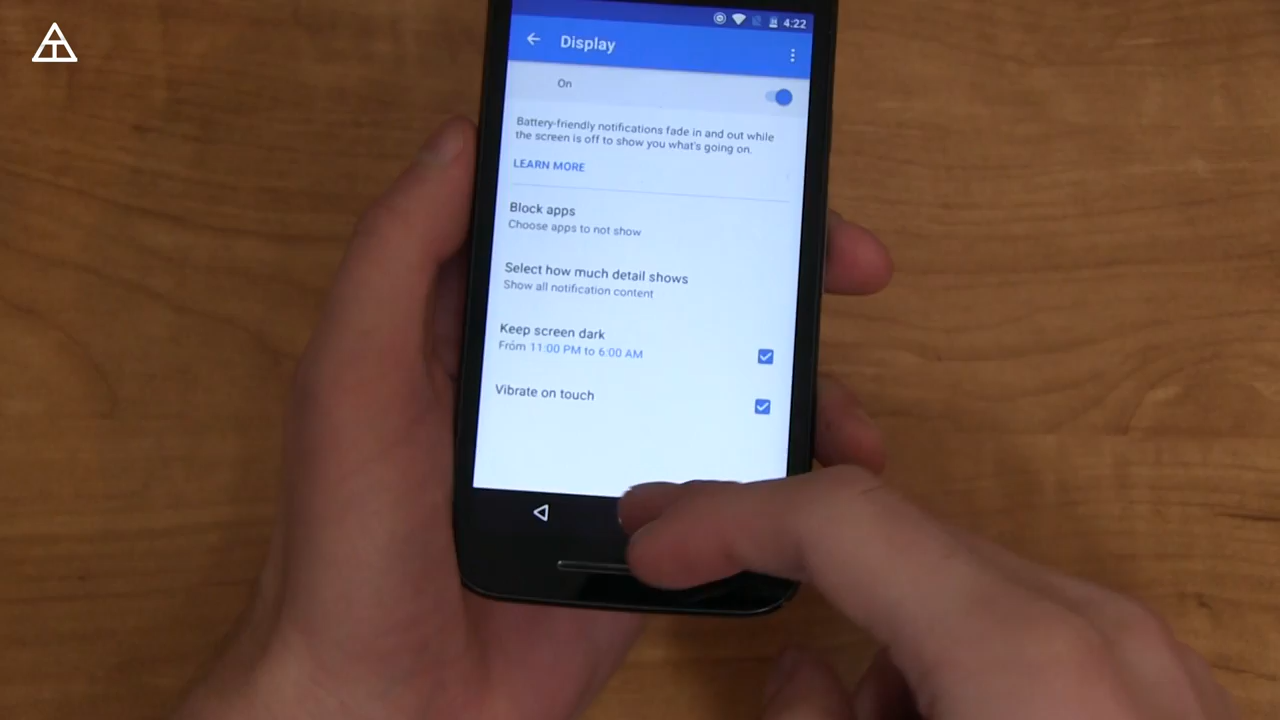 4:22
Display
On
Battery-friendly notifications fade in and out while
the screen is off to show you what's going on.
LEARN MORE
Block apps
Choose apps to not show
Select how much detail shows
Show all notification content
Keep screen dark
From 11:00 PM to 6:00 AM
Vibrate on touch